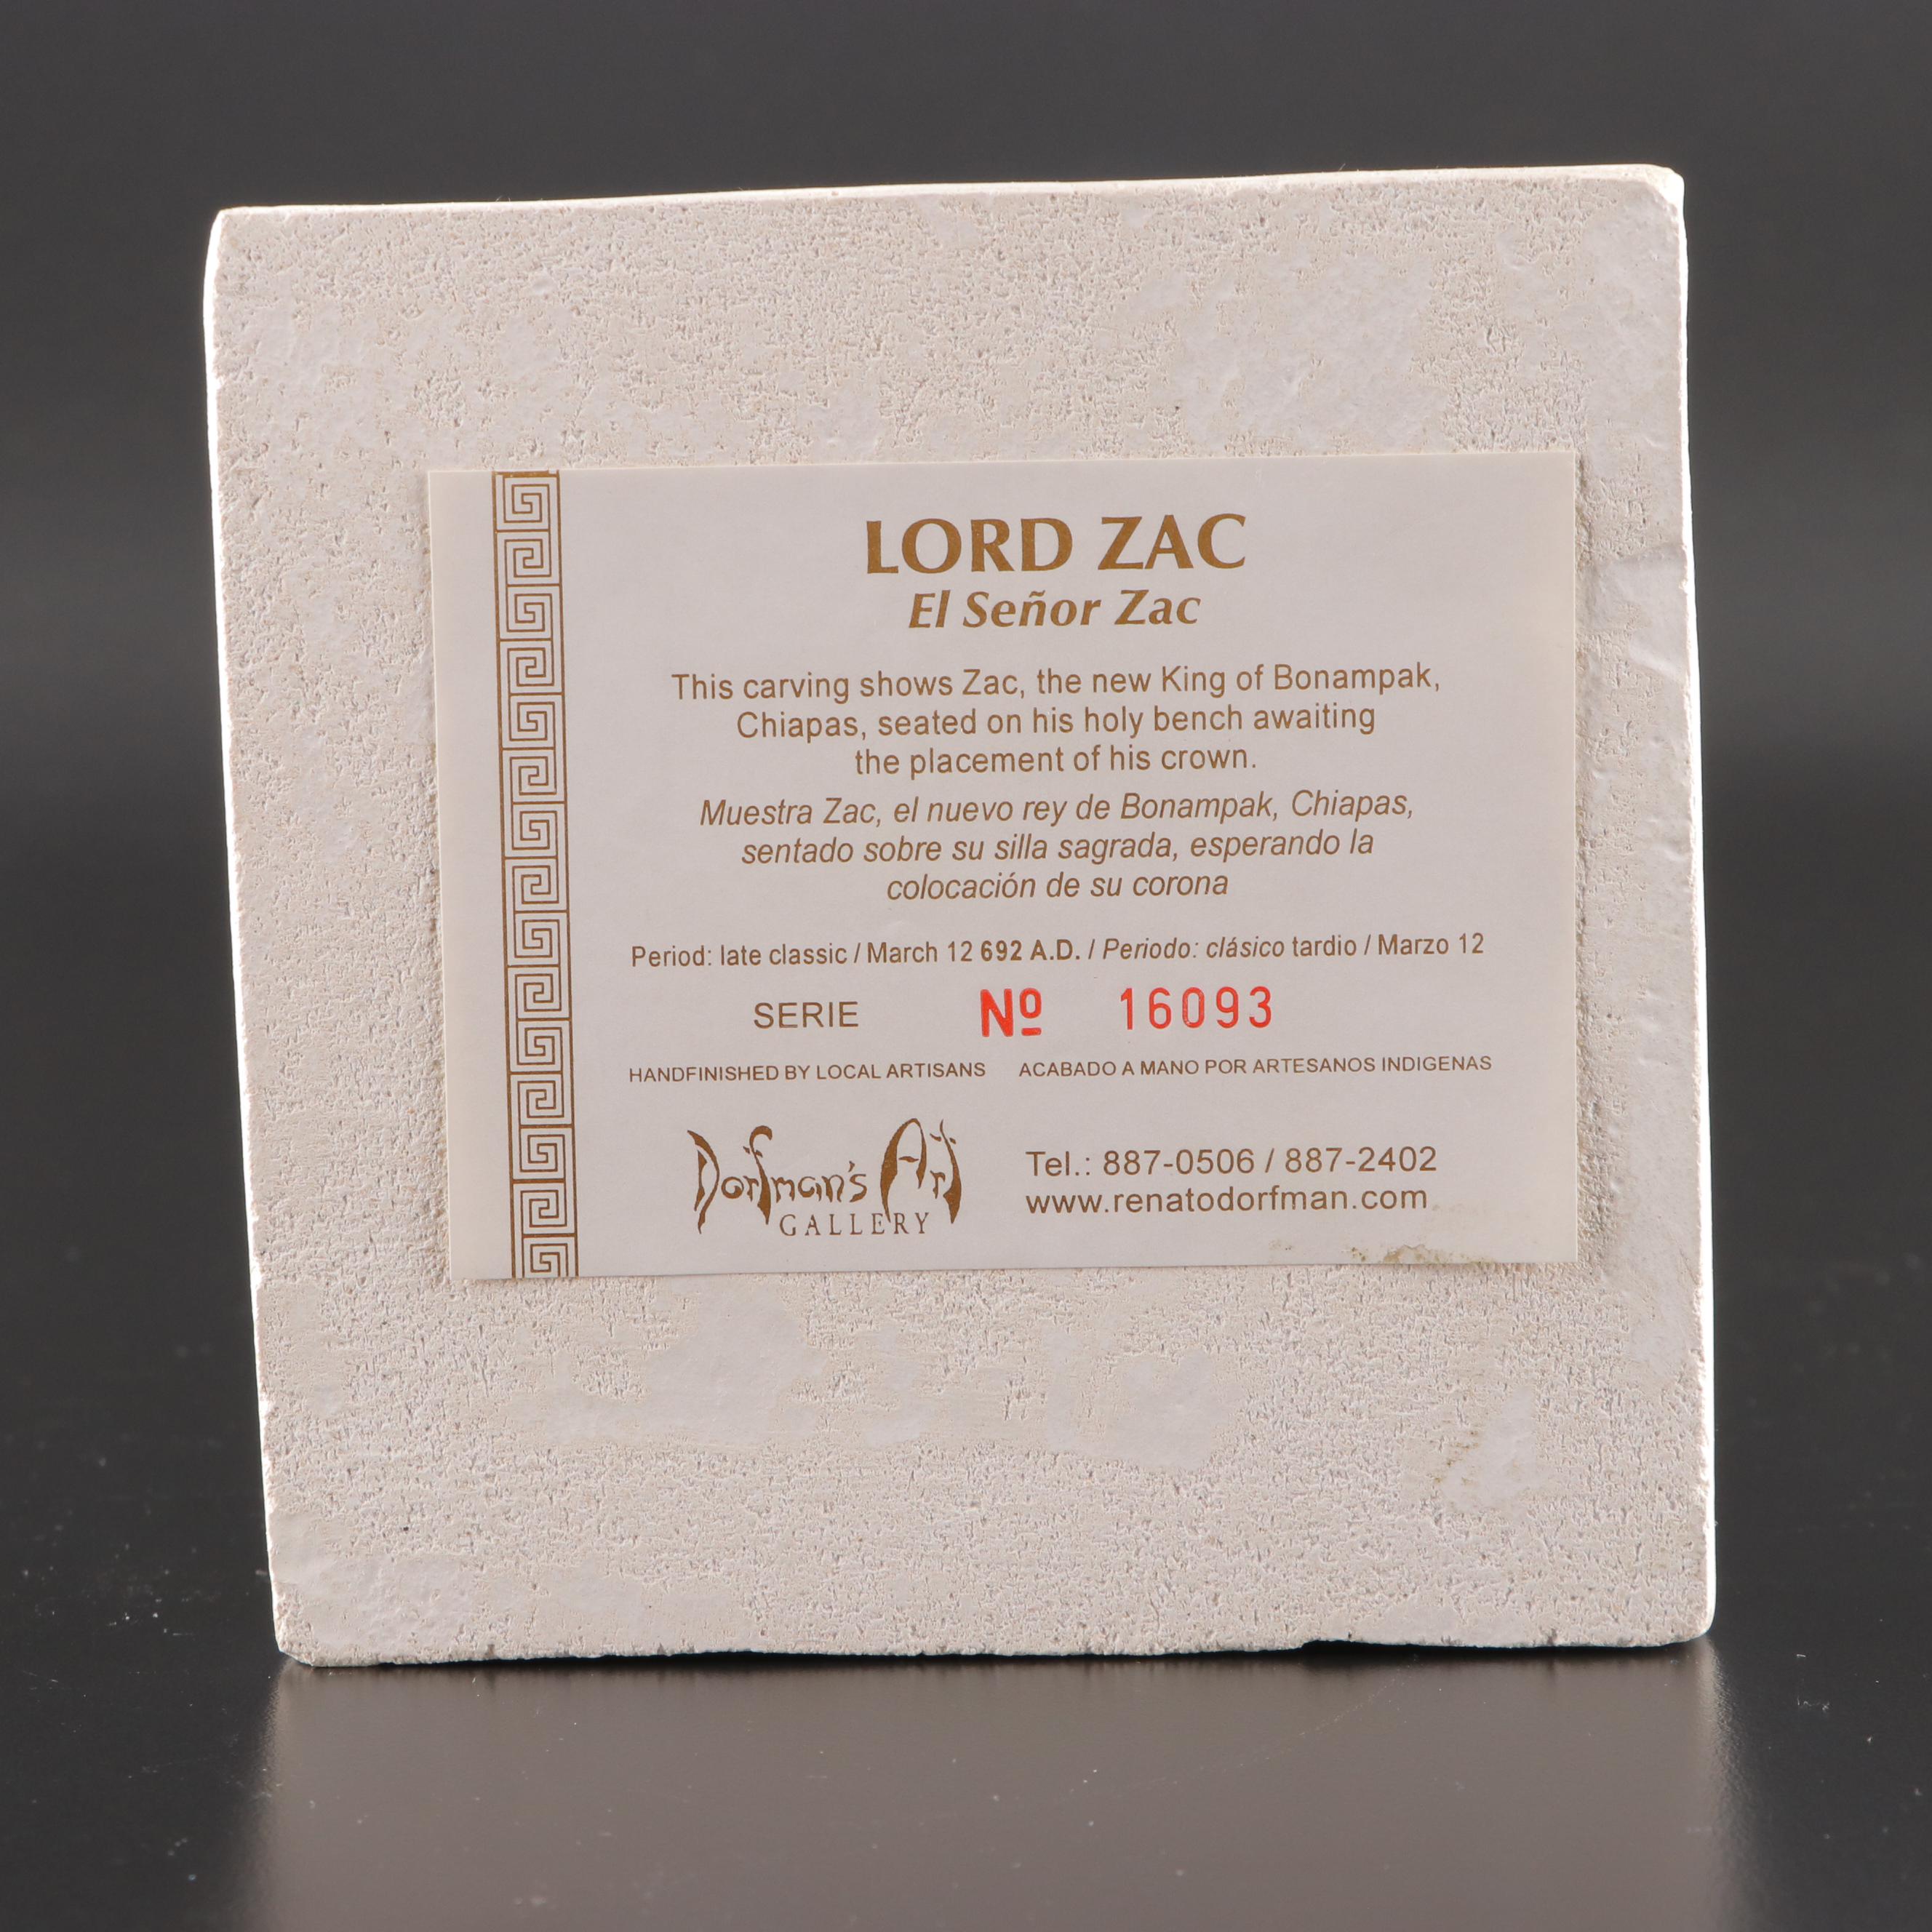 LORD ZAC
El Señor Zac
This carving shows Zac, the new King of Bonampak,
Chiapas, seated on his holy bench awaiting
the placement of his crown.
Muestra Zac, el nuevo rey de Bonampak, Chiapas,
sentado sobre su silla sagrada, esperando la
colocación de su corona
Period: late classic / March 12 692 A.D. / Periodo: clásico tardio / Marzo 12
SERIE Nº 16093
HANDFINISHED BY LOCAL ARTISANS ACABADO A MANO POR ARTESANOS INDIGENAS
Dorfman's Art
GALLERY
Tel.: 887-0506 / 887-2402
www.renatodorfman.com